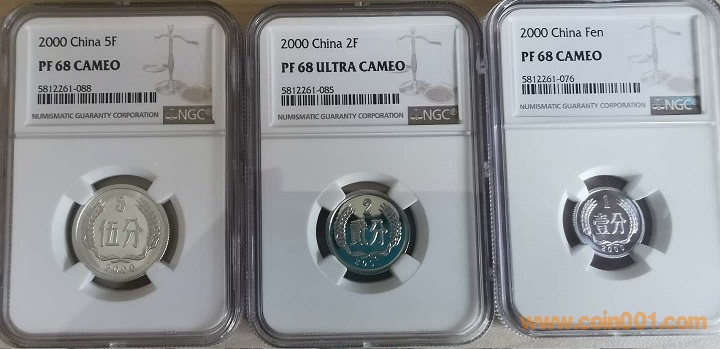 2000 China 5F
PF 68 CAMEO
5812261-088
NUMISMATIC GUARANTY CORPORATION NGC
5
伍分
2000
2000 China 2F
PF 68 ULTRA CAMEO
5812261-085
NUMISMATIC GUARANTY CORPORATION NGC
2
贰分
2000 China Fen
PF 68 CAMEO
5812261-076
NUMISMATIC GUARANTY CORPORATION NGC
1
壹分
2000
www.coin001.com